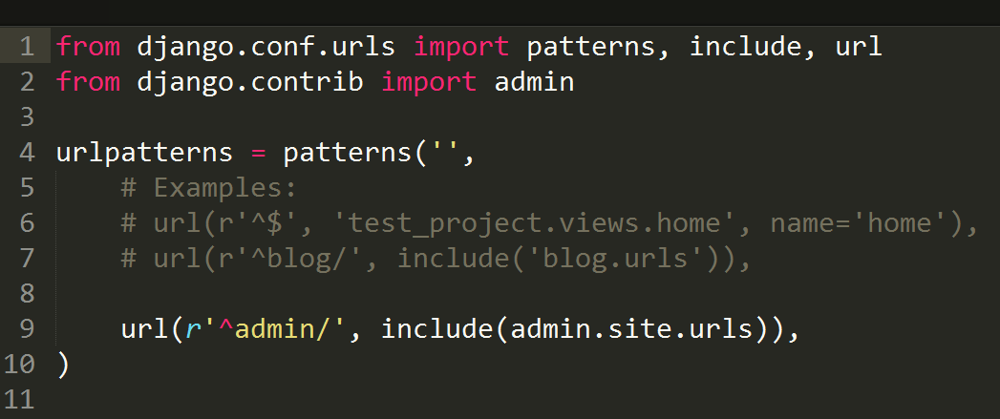 1 from django.conf.urls import patterns, include, url
2 from django.contrib import admin
3
4 urlpatterns = patterns('',
5     # Examples:
6     # url(r'^$', 'test_project.views.home', name='home'),
7     # url(r'^blog/', include('blog.urls')),
8
9     url(r'^admin/', include(admin.site.urls)),
10 )
11